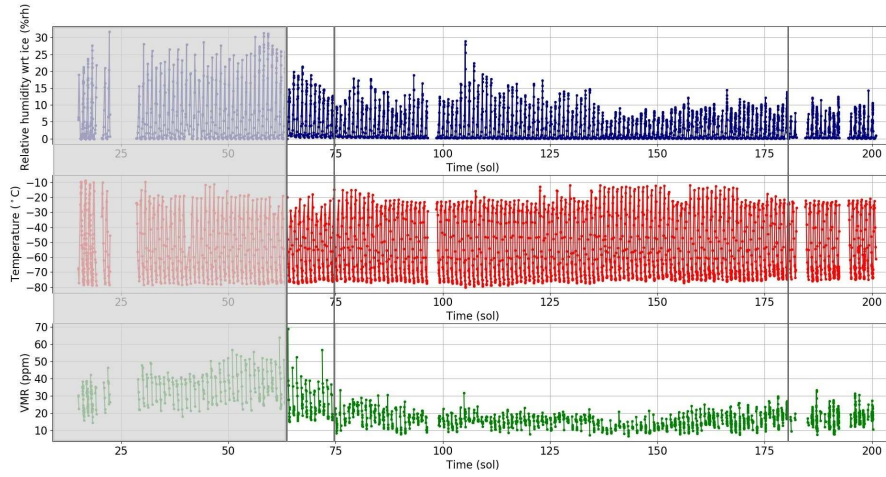 Relative humidity wrt ice (%rh)
30
25
20
15
10
5
0
25 50 75 100 125 150 175 200
Time (sol)
Temperature (°C)
−10
−20
−30
−40
−50
−60
−70
−80
25 50 75 100 125 150 175 200
Time (sol)
VMR (ppm)
70
60
50
40
30
20
10
25 50 75 100 125 150 175 200
Time (sol)